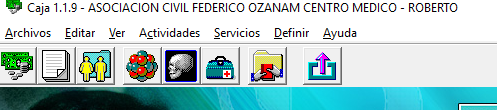 Caja 1.1.9 - ASOCIACION CIVIL FEDERICO OZANAM CENTRO MEDICO - ROBERTO
Archivos Editar Ver Actividades Servicios Definir Ayuda